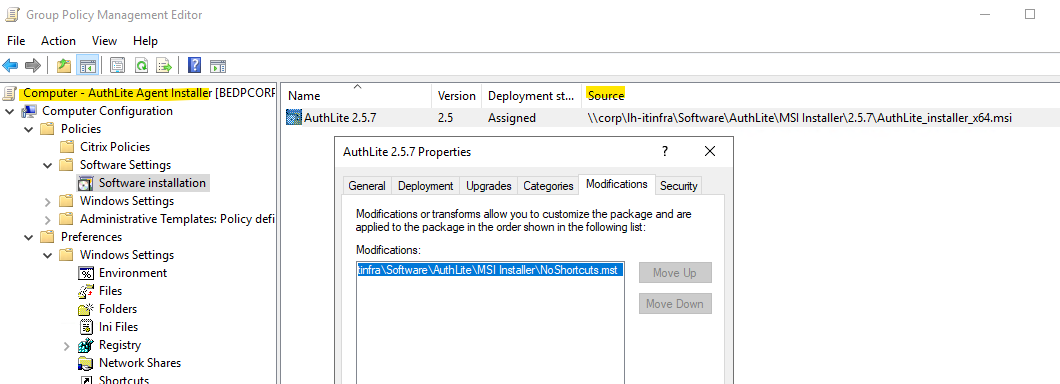 Group Policy Management Editor
File Action View Help
Computer - AuthLite Agent Installer [BEDPCORP
Computer Configuration
Policies
Citrix Policies
Software Settings
Software installation
Windows Settings
Administrative Templates: Policy defi
Preferences
Windows Settings
Environment
Files
Folders
Ini Files
Registry
Network Shares
Shortcuts
Name Version Deployment st... Source
AuthLite 2.5.7 2.5 Assigned \\corp\lh-itinfra\Software\AuthLite\MSI Installer\2.5.7\AuthLite_installer_x64.msi
AuthLite 2.5.7 Properties ?
General Deployment Upgrades Categories Modifications Security
Modifications or transforms allow you to customize the package and are
applied to the package in the order shown in the following list:
Modifications:
tinfra\Software\AuthLite\MSI Installer\NoShortcuts.mst
Move Up
Move Down